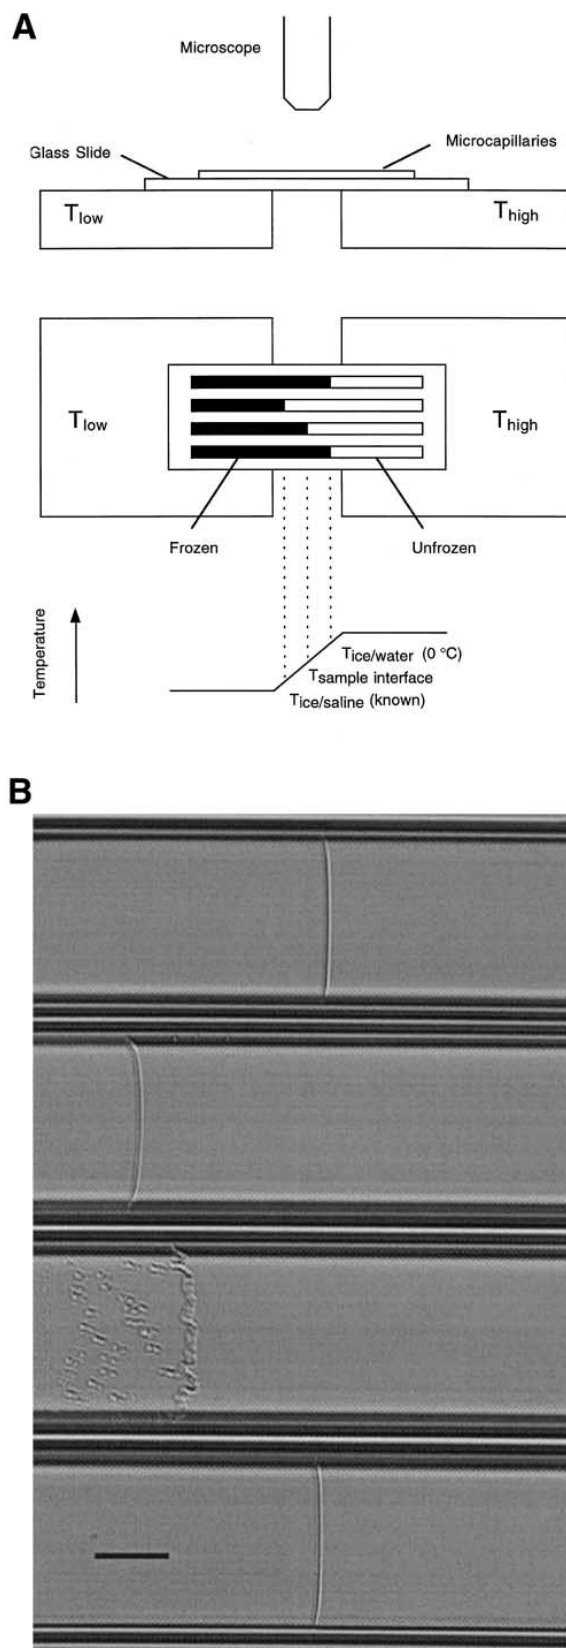 A
Microscope
Glass Slide
Microcapillaries
Tlow
Thigh
Tlow
Thigh
Frozen
Unfrozen
Temperature
Tice/water (0 °C)
Tsample interface
Tice/saline (known)
B